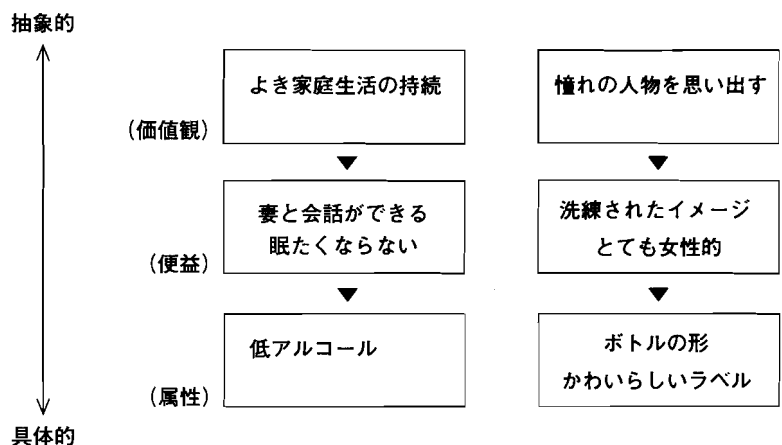 抽象的
よき家庭生活の持続
憧れの人物を思い出す
(価値観)
妻と会話ができる
眠たくならない
洗練されたイメージ
とても女性的
(便益)
低アルコール
ボトルの形
かわいらしいラベル
(属性)
具体的